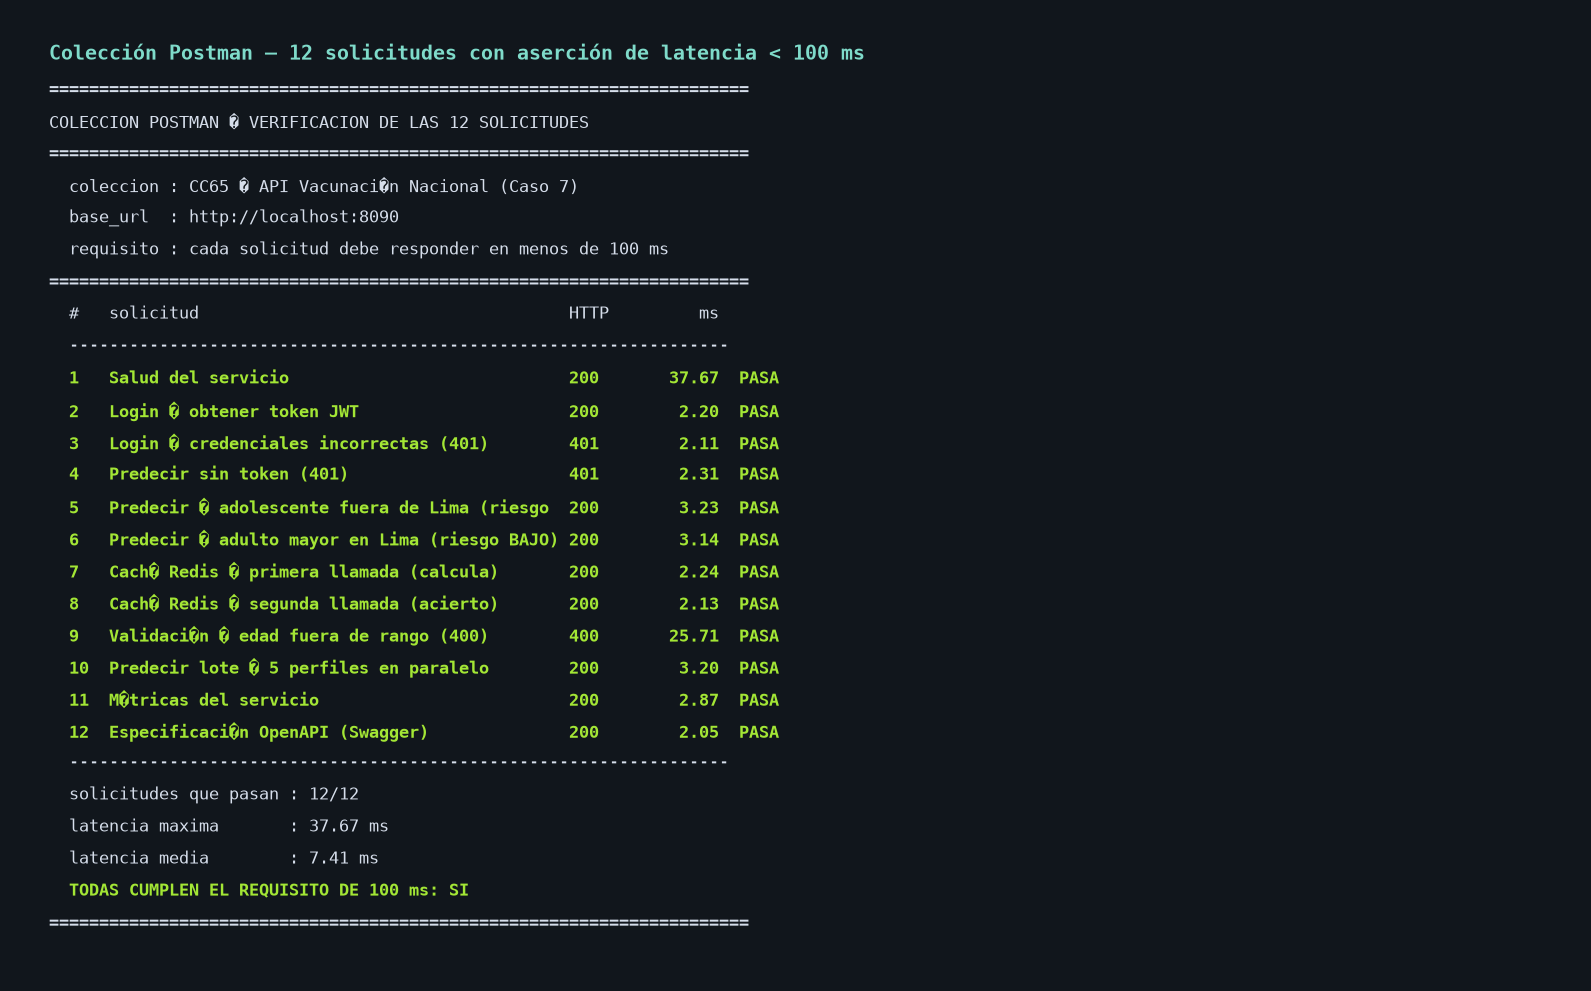 Colección Postman — 12 solicitudes con aserción de latencia < 100 ms
======================================================================
COLECCION POSTMAN � VERIFICACION DE LAS 12 SOLICITUDES
======================================================================
coleccion : CC65 � API Vacunaci�n Nacional (Caso 7)
base_url  : http://localhost:8090
requisito : cada solicitud debe responder en menos de 100 ms
======================================================================
#   solicitud                                     HTTP         ms
------------------------------------------------------------------
1   Salud del servicio                            200       37.67  PASA
2   Login � obtener token JWT                     200        2.20  PASA
3   Login � credenciales incorrectas (401)        401        2.11  PASA
4   Predecir sin token (401)                      401        2.31  PASA
5   Predecir � adolescente fuera de Lima (riesgo  200        3.23  PASA
6   Predecir � adulto mayor en Lima (riesgo BAJO) 200        3.14  PASA
7   Cach� Redis � primera llamada (calcula)       200        2.24  PASA
8   Cach� Redis � segunda llamada (acierto)       200        2.13  PASA
9   Validaci�n � edad fuera de rango (400)        400       25.71  PASA
10  Predecir lote � 5 perfiles en paralelo        200        3.20  PASA
11  M�tricas del servicio                         200        2.87  PASA
12  Especificaci�n OpenAPI (Swagger)              200        2.05  PASA
------------------------------------------------------------------
solicitudes que pasan : 12/12
latencia maxima       : 37.67 ms
latencia media        : 7.41 ms
TODAS CUMPLEN EL REQUISITO DE 100 ms: SI
======================================================================